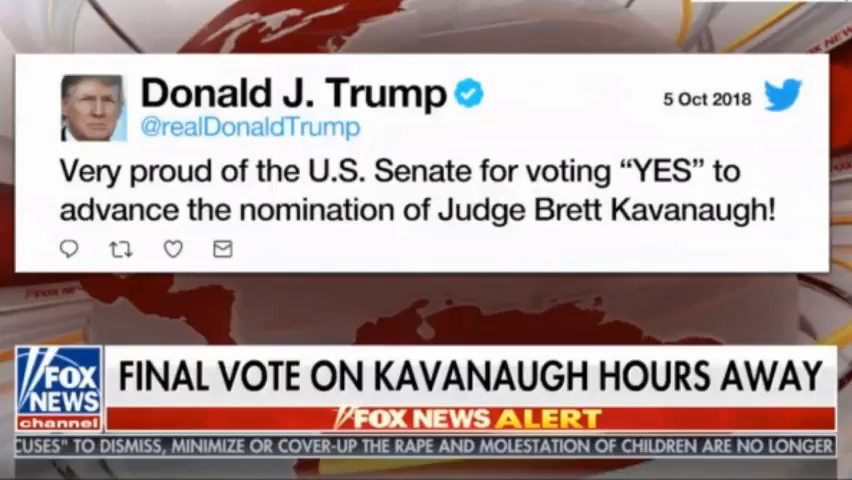 Donald J. Trump
5 Oct 2018
@realDonaldTrump
Very proud of the U.S. Senate for voting “YES” to
advance the nomination of Judge Brett Kavanaugh!
FOX
NEWS
channel
FINAL VOTE ON KAVANAUGH HOURS AWAY
FOX NEWS ALERT
CUSES" TO DISMISS, MINIMIZE OR COVER-UP THE RAPE AND MOLESTATION OF CHILDREN ARE NO LONGER